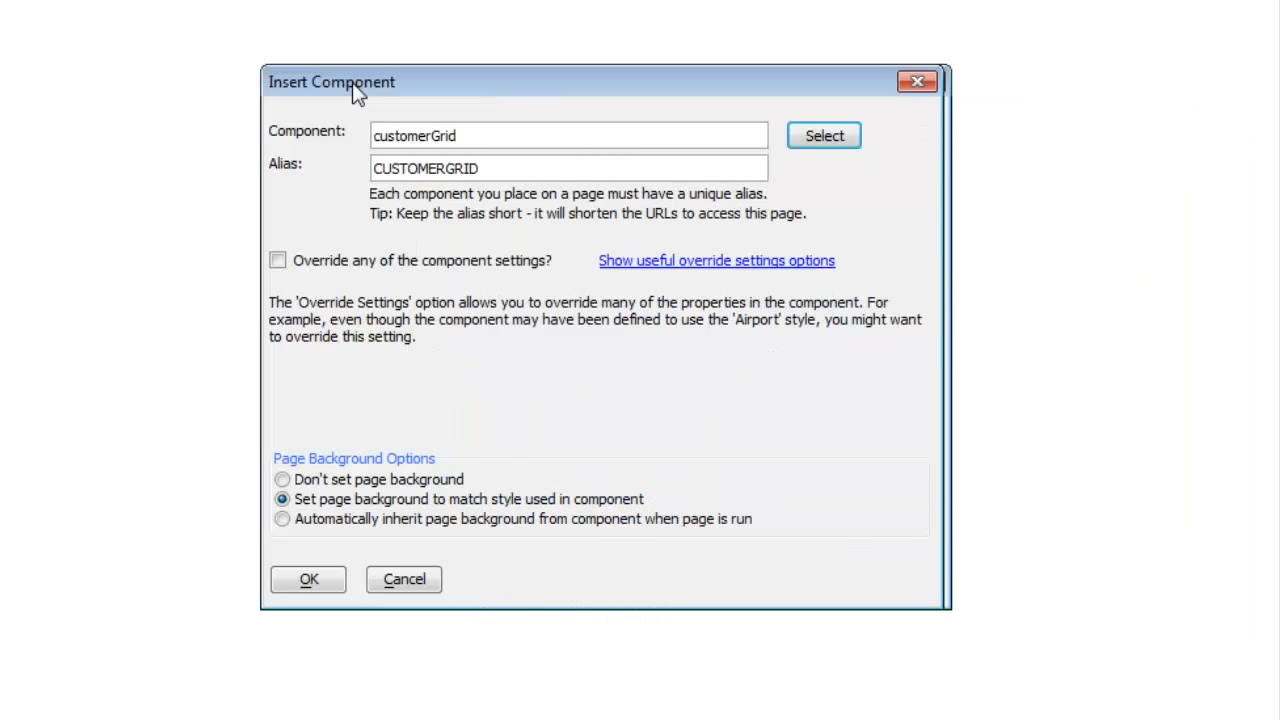 Insert Component
Component: customerGrid Select
Alias: CUSTOMERGRID
Each component you place on a page must have a unique alias.
Tip: Keep the alias short - it will shorten the URLs to access this page.
Override any of the component settings? Show useful override settings options
The 'Override Settings' option allows you to override many of the properties in the component. For
example, even though the component may have been defined to use the 'Airport' style, you might want
to override this setting.
Page Background Options
Don't set page background
Set page background to match style used in component
Automatically inherit page background from component when page is run
OK Cancel